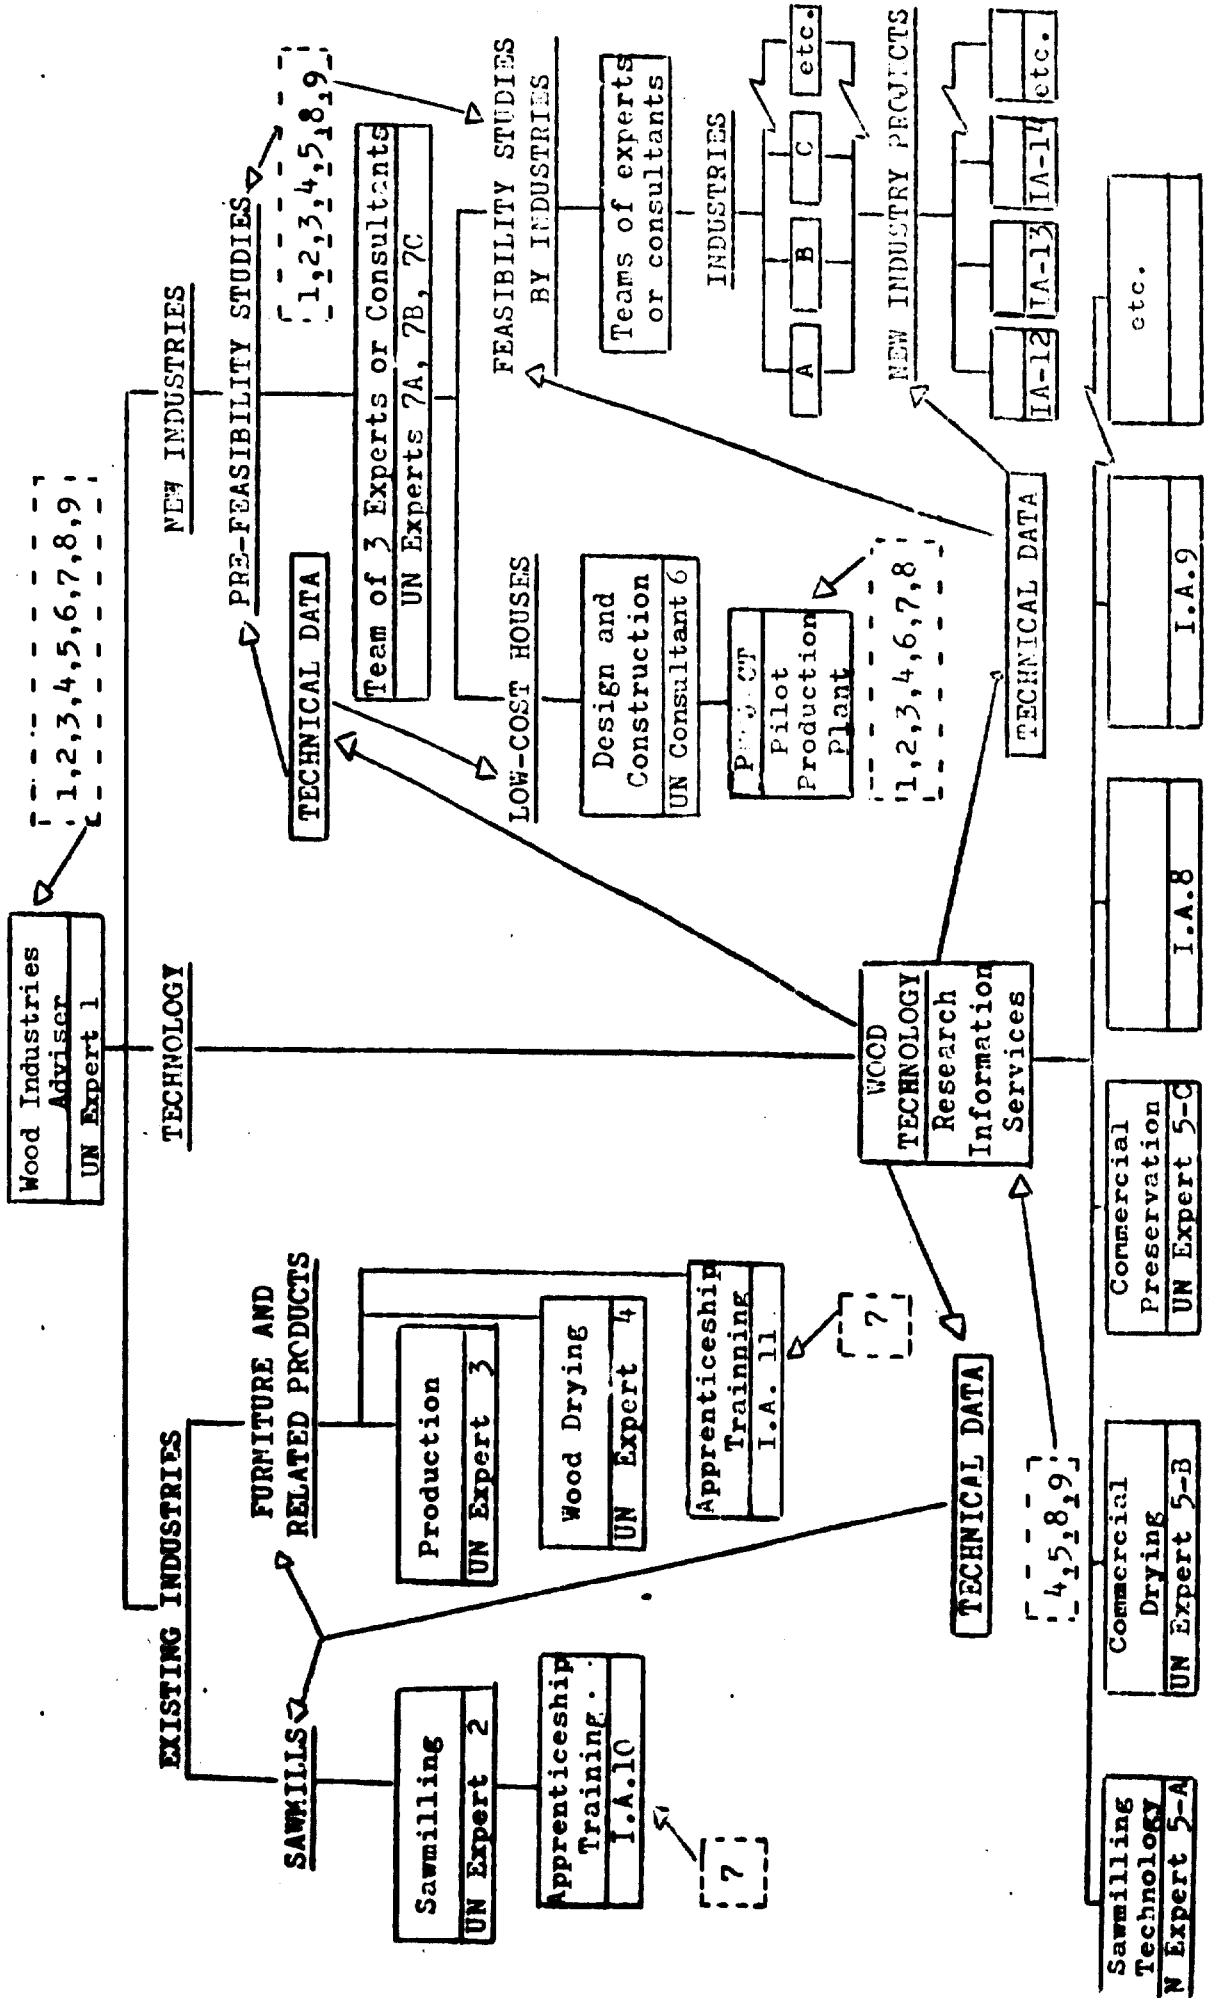 Wood Industries
Adviser
UN Expert 1
1,2,3,4,5,6,7,8,9
EXISTING INDUSTRIES
TECHNOLOGY
NEW INDUSTRIES
SAWMILLS
FURNITURE AND
RELATED PRODUCTS
PRE-FEASIBILITY STUDIES
1,2,3,4,5,8,9
TECHNICAL DATA
Sawmilling
UN Expert 2
Production
UN Expert 3
Team of 3 Experts or Consultants
UN Experts 7A, 7B, 7C
Apprenticeship
Training
I.A.10
7
Wood Drying
UN Expert 4
Apprenticeship
Trainning
I.A. 11
7
LOW-COST HOUSES
Design and
Construction
UN Consultant 6
Pilot
Production
Plant
1,2,3,4,6,7,8
FEASIBILITY STUDIES
BY INDUSTRIES
Teams of experts
or consultants
INDUSTRIES
A
B
C
etc.
NEW INDUSTRY PROJECTS
IA-12
IA-13
IA-14
etc.
WOOD
TECHNOLOGY
Research
Information
Services
TECHNICAL DATA
TECHNICAL DATA
4,5,8,9
Sawmilling
Technology
N Expert 5-A
Commercial
Drying
UN Expert 5-B
Commercial
Preservation
UN Expert 5-C
I.A.8
I.A.9
etc.